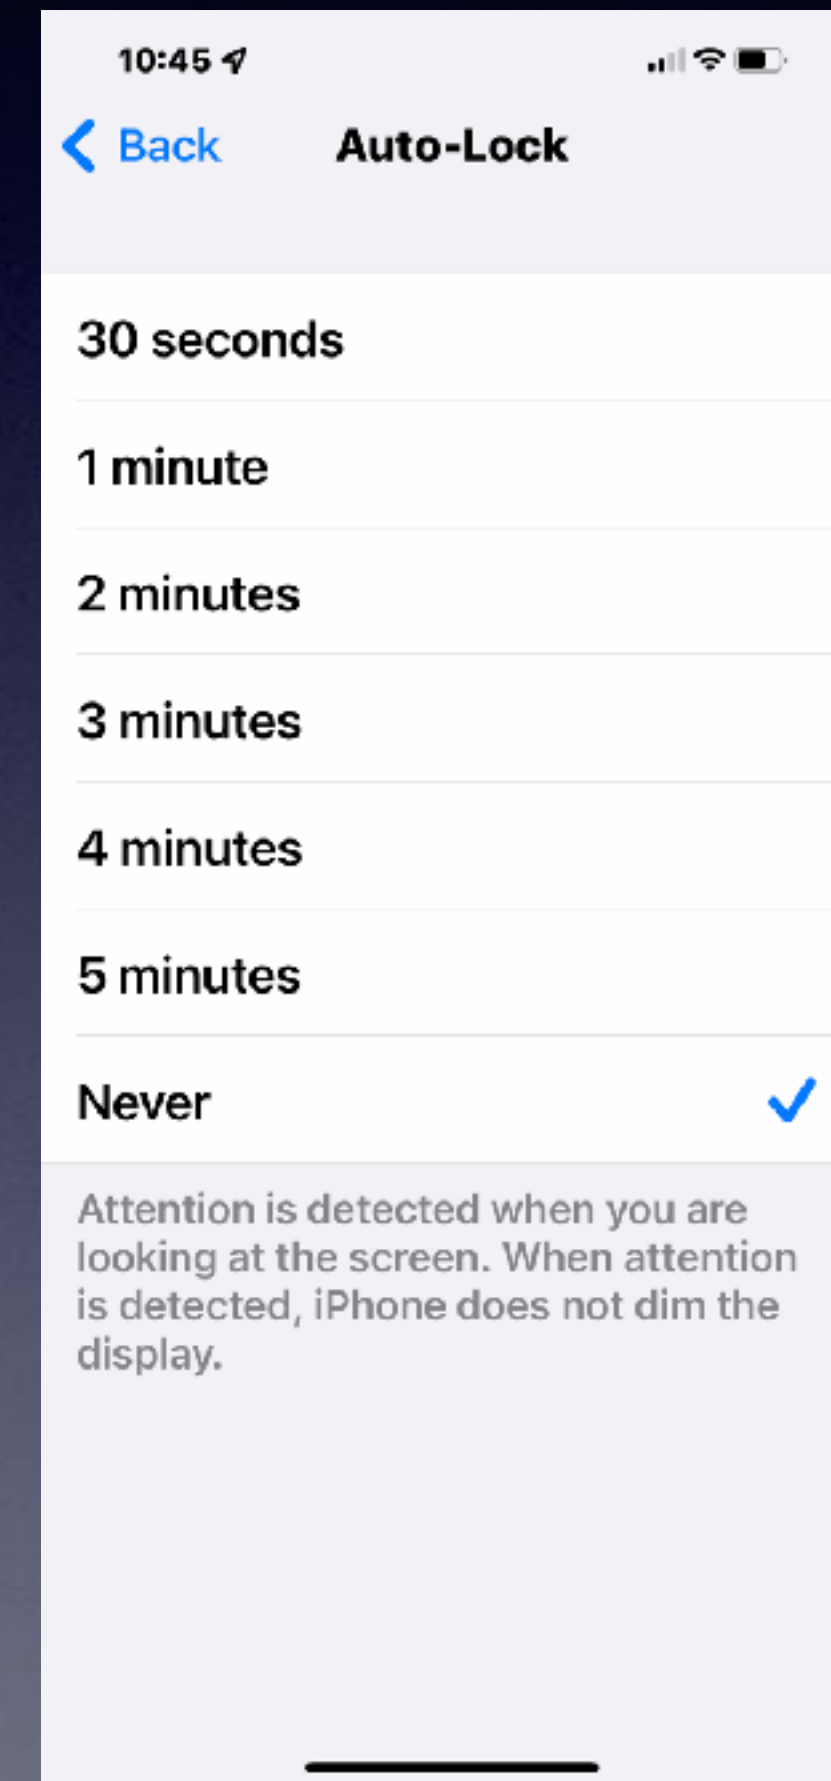 10:45
Back
Auto-Lock
30 seconds
1 minute
2 minutes
3 minutes
4 minutes
5 minutes
Never
Attention is detected when you are
looking at the screen. When attention
is detected, iPhone does not dim the
display.